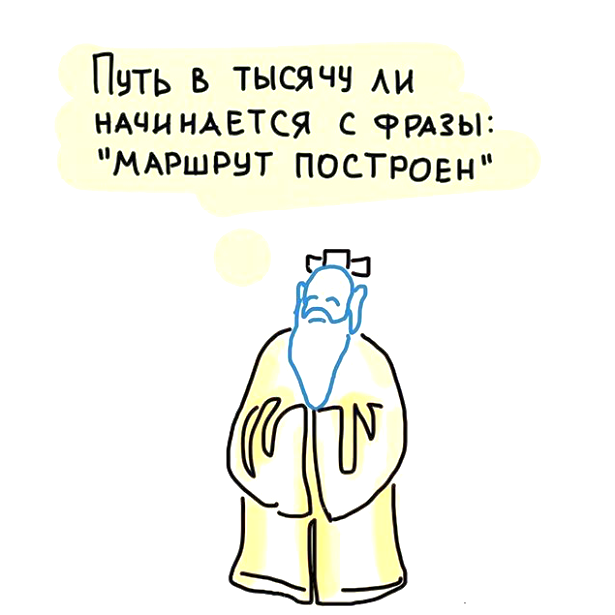 Путь в тысячу ли
начинается с фразы:
"маршрут построен"